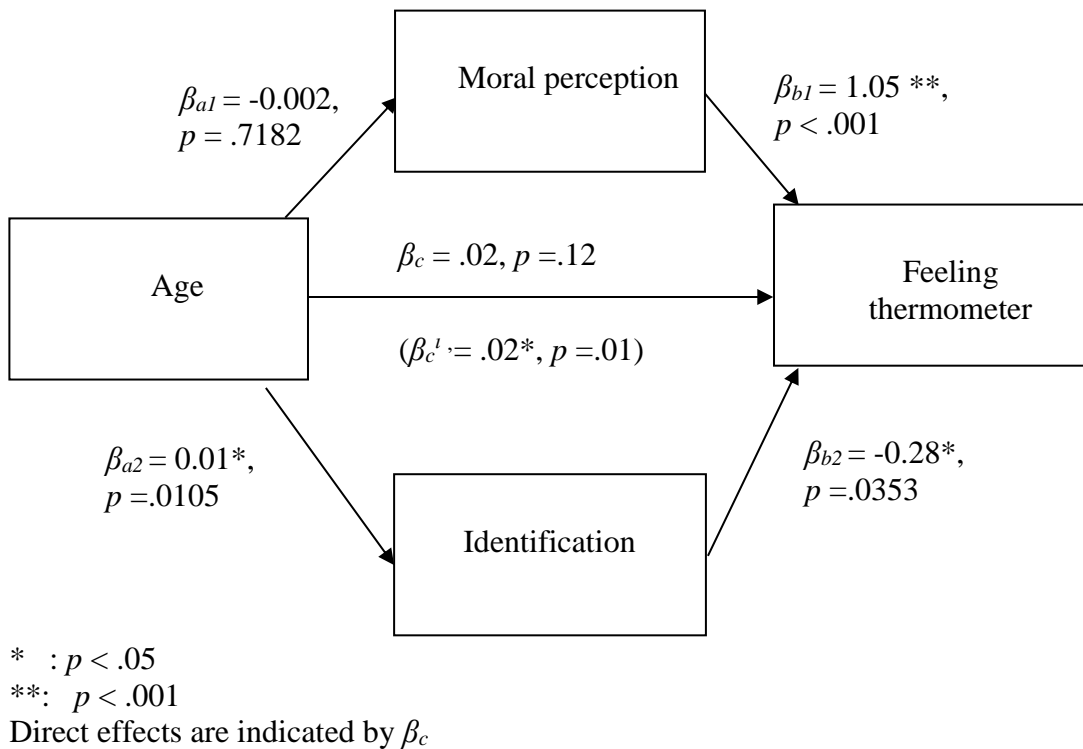 Moral perception
βa1 = -0.002,
p = .7182
βb1 = 1.05 **,
p < .001
Age
βc = .02, p =.12
(βc¹ ,= .02*, p =.01)
Feeling
thermometer
βa2 = 0.01*,
p =.0105
Identification
βb2 = -0.28*,
p =.0353
* : p < .05
**: p < .001
Direct effects are indicated by βc